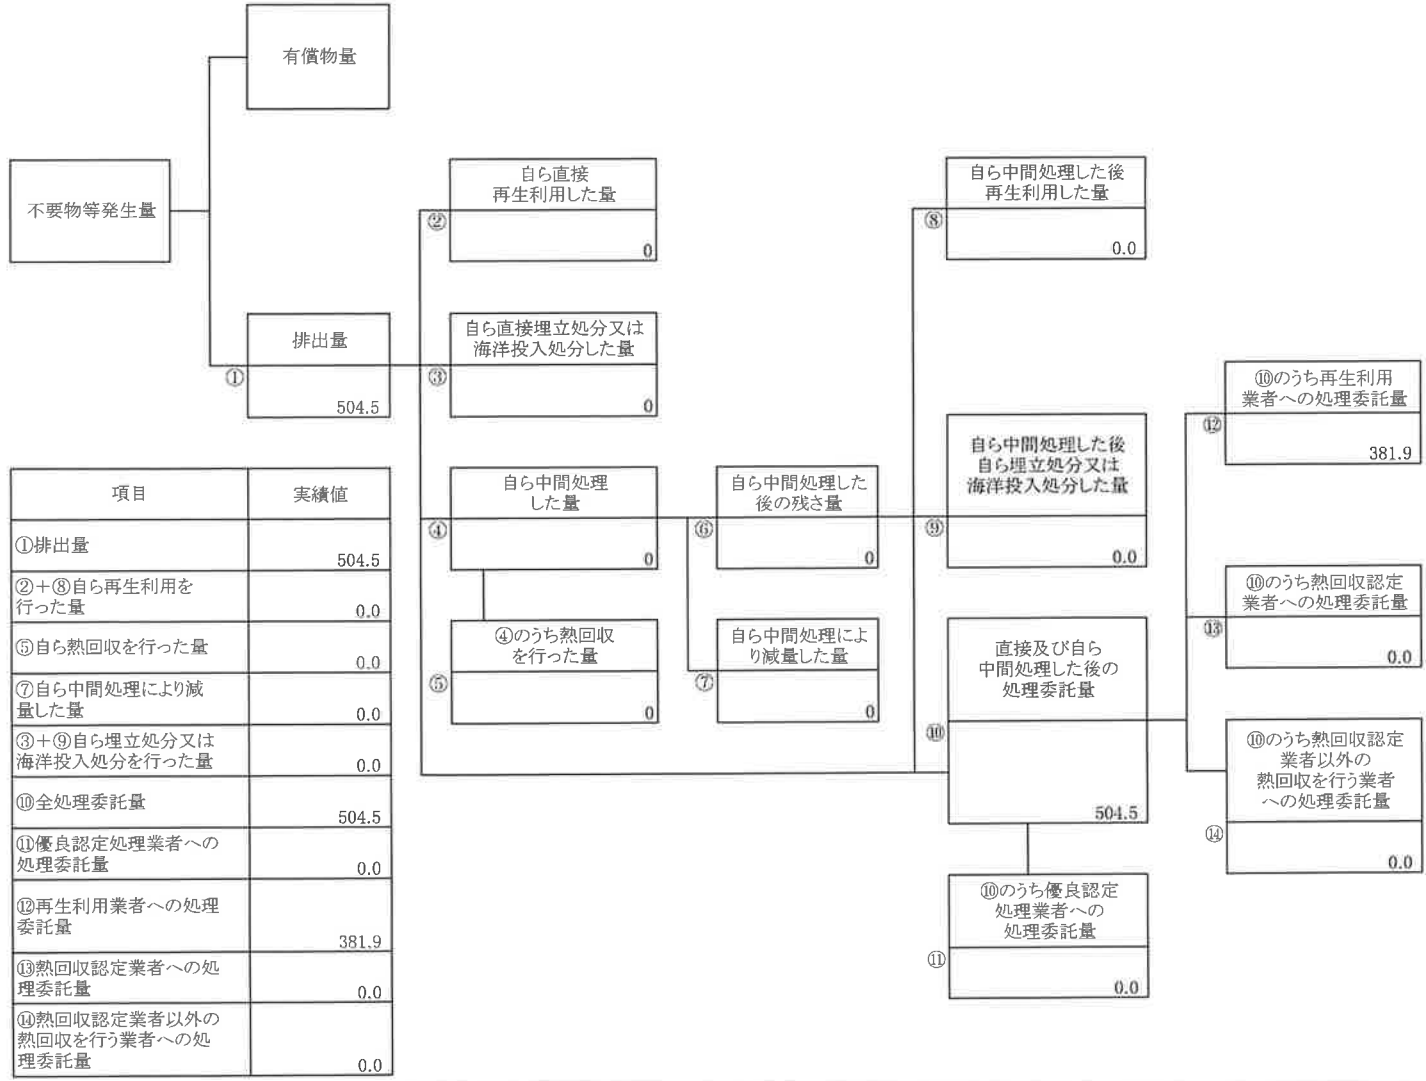 有償物量
不要物等発生量
排出量
①
504.5
自ら直接
再生利用した量
②
0
自ら直接埋立処分又は
海洋投入処分した量
③
0
自ら中間処理
した量
④
0
④のうち熱回収
を行った量
⑤
0
自ら中間処理した
後の残さ量
⑥
0
自ら中間処理によ
り減量した量
⑦
0
自ら中間処理した後
再生利用した量
⑧
0.0
自ら中間処理した後
自ら埋立処分又は
海洋投入処分した量
⑨
0.0
直接及び自ら
中間処理した後の
処理委託量
⑩
504.5
⑩のうち優良認定
処理業者への
処理委託量
⑪
0.0
⑩のうち再生利用
業者への処理委託量
⑫
381.9
⑩のうち熱回収認定
業者への処理委託量
⑬
0.0
⑩のうち熱回収認定
業者以外の
熱回収を行う業者
への処理委託量
⑭
0.0
項目 実績値
①排出量
504.5
②＋⑧自ら再生利用を
行った量
0.0
⑤自ら熱回収を行った量
0.0
⑦自ら中間処理により減
量した量
0.0
③＋⑨自ら埋立処分又は
海洋投入処分を行った量
0.0
⑩全処理委託量
504.5
⑪優良認定処理業者への
処理委託量
0.0
⑫再生利用業者への処理
委託量
381.9
⑬熱回収認定業者への処
理委託量
0.0
⑭熱回収認定業者以外の
熱回収を行う業者への処
理委託量
0.0